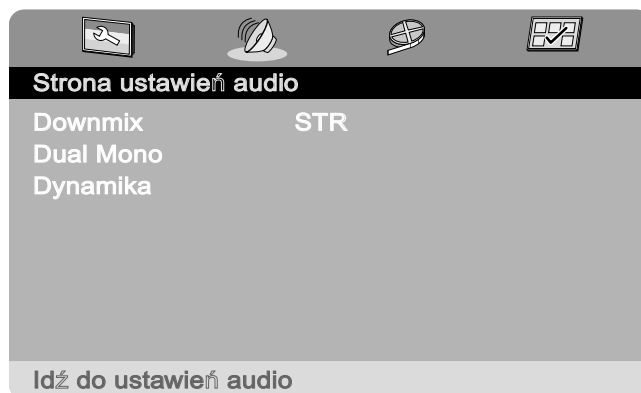 Strona ustawień audio
Downmix STR
Dual Mono
Dynamika
Idź do ustawień audio